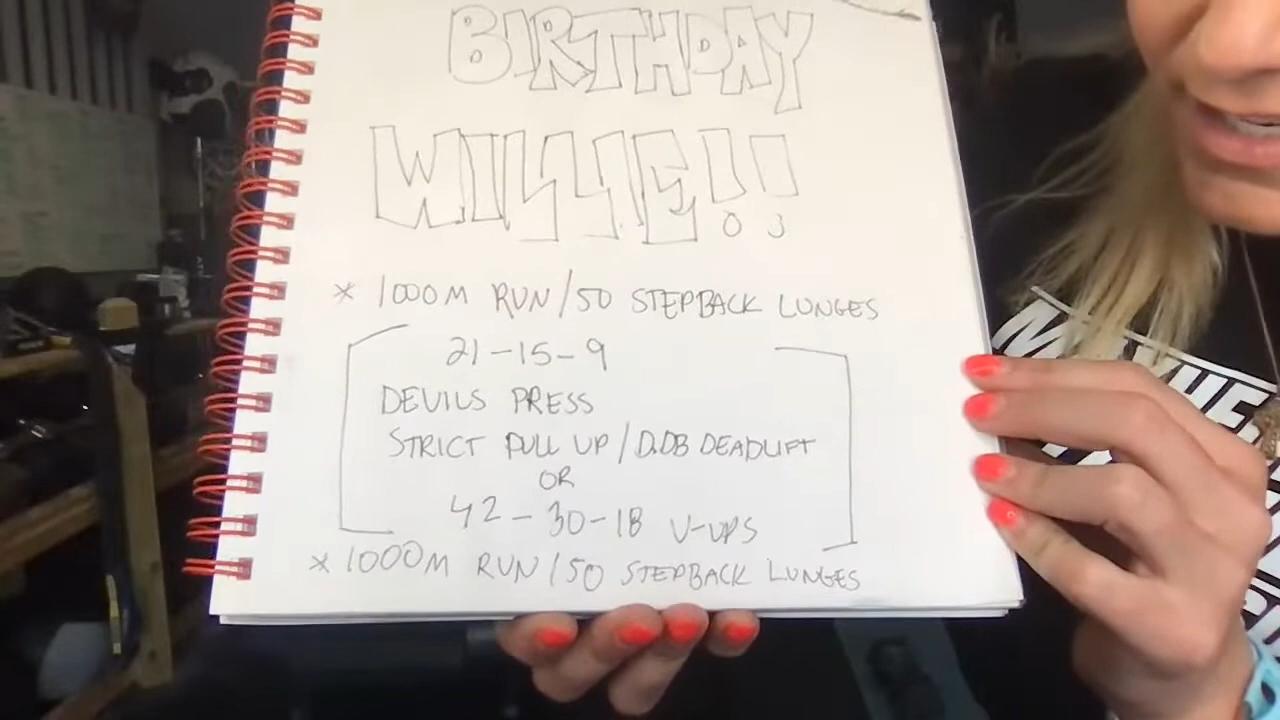 BIRTHDAY
WILLIE!!
* 1000M RUN/50 STEPBACK LUNGES
21-15-9
DEVILS PRESS
STRICT PULL UP/D.DB DEADLIFT
OR
42-30-18 V-UPS
* 1000M RUN/50 STEPBACK LUNGES